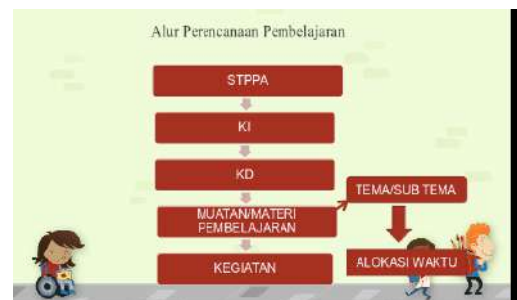 Alur Perencanaan Pembelajaran
STPPA
KI
KD
MUATAN/MATERI
PEMBELAJARAN
KEGIATAN
TEMA/SUB TEMA
ALOKASI WAKTU